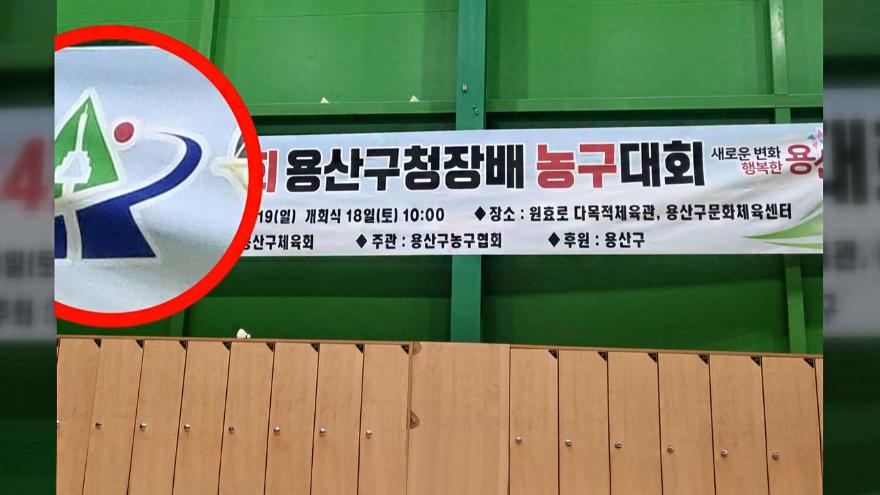 회 용산구청장배 농구대회
새로운 변화
행복한 용산
19(일) 개회식 18일(토) 10:00 ◆장소 : 원효로 다목적체육관, 용산구문화체육센터
용산구체육회 ◆주관 : 용산구농구협회 ◆후원 : 용산구